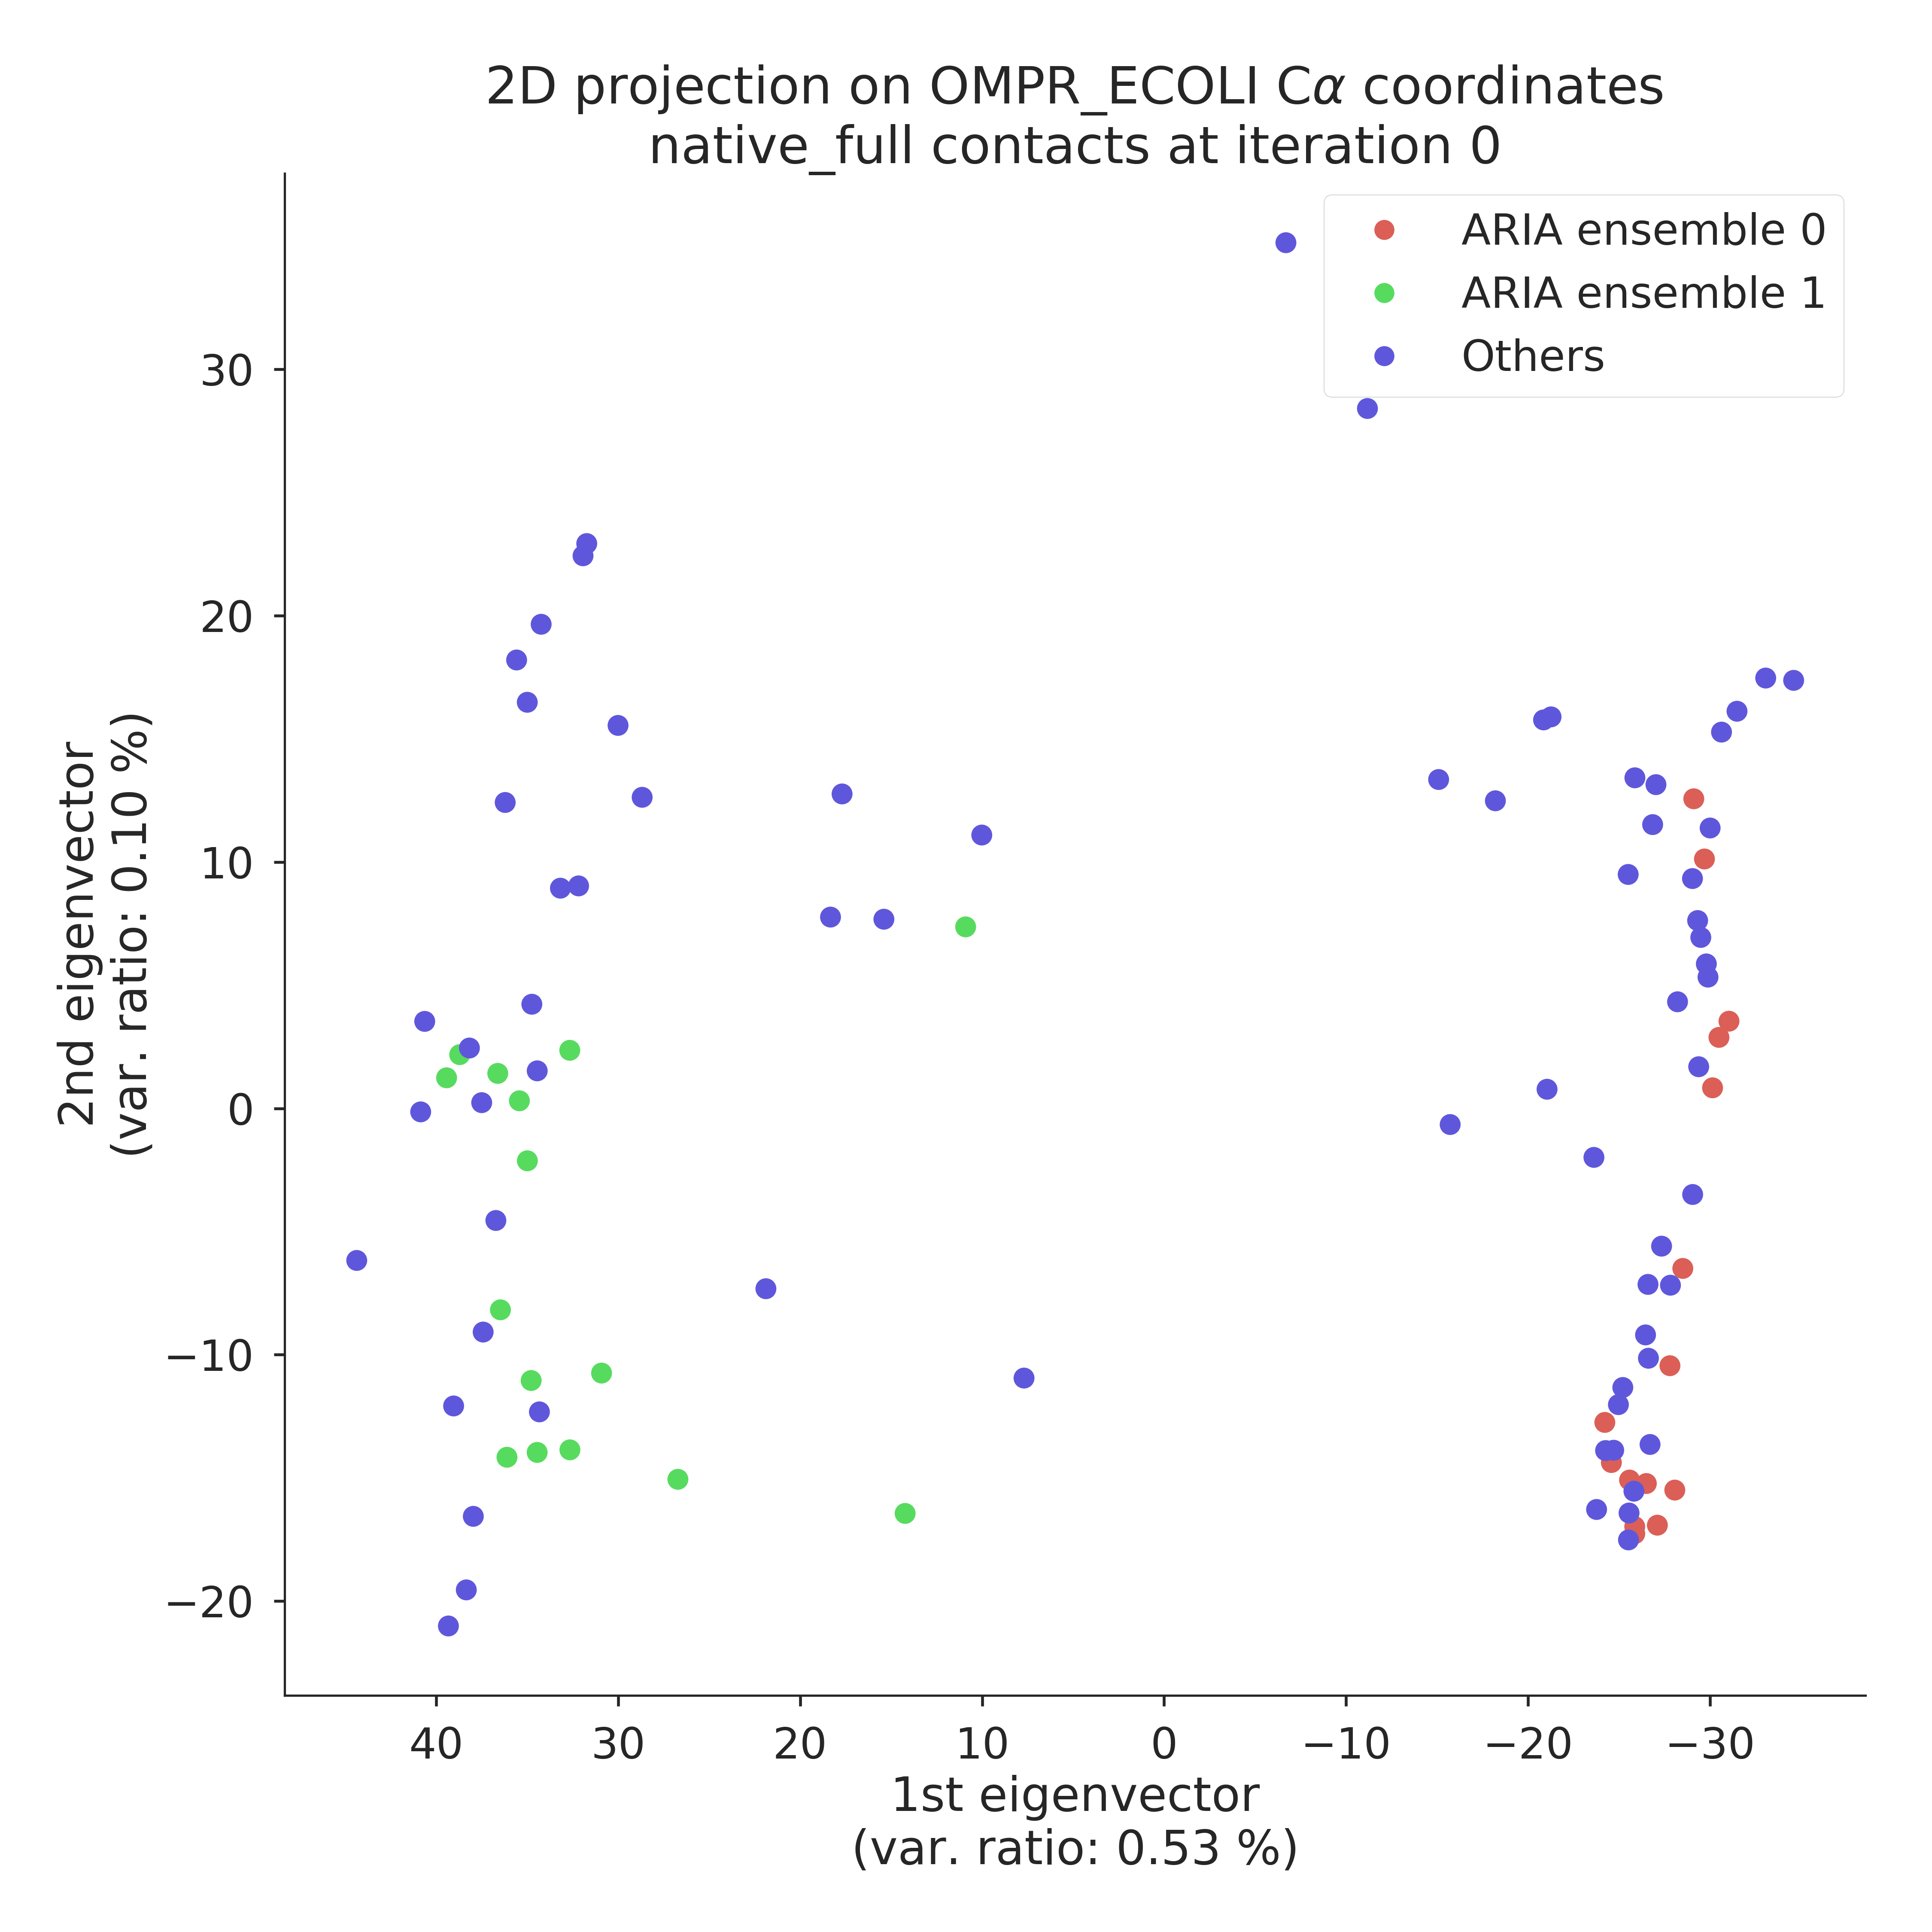 2D projection on OMPR_ECOLI Cα coordinates
native_full contacts at iteration 0
ARIA ensemble 0
ARIA ensemble 1
Others
2nd eigenvector
(var. ratio: 0.10 %)
30
20
10
0
−10
−20
40 30 20 10 0 −10 −20 −30
1st eigenvector
(var. ratio: 0.53 %)